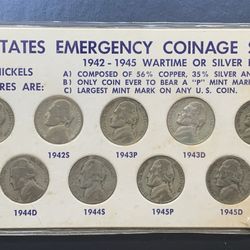 STATES EMERGENCY COINAGE
1942 - 1945 WARTIME OR SILVER
NICKELS
A) COMPOSED OF 56% COPPER, 35% SILVER AN
RES ARE:
B) ONLY COIN EVER TO BEAR A "P" MINT MARK
C) LARGEST MINT MARK ON ANY U.S. COIN.
1942S 1943P 1943D
1944D 1944S 1945P 1945D